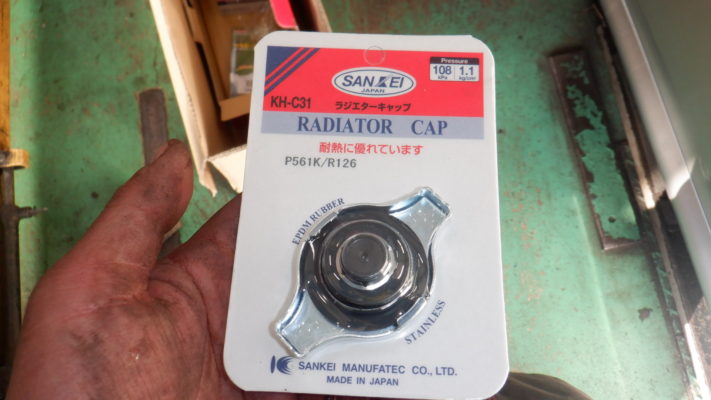 SANKEI
JAPAN
Pressure
108 1.1
kPa kg/cm²
KH-C31
ラジエターキャップ
RADIATOR CAP
耐熱に優れています
P561K/R126
EPDM RUBBER
STAINLESS
SANKEI MANUFATEC CO., LTD.
MADE IN JAPAN